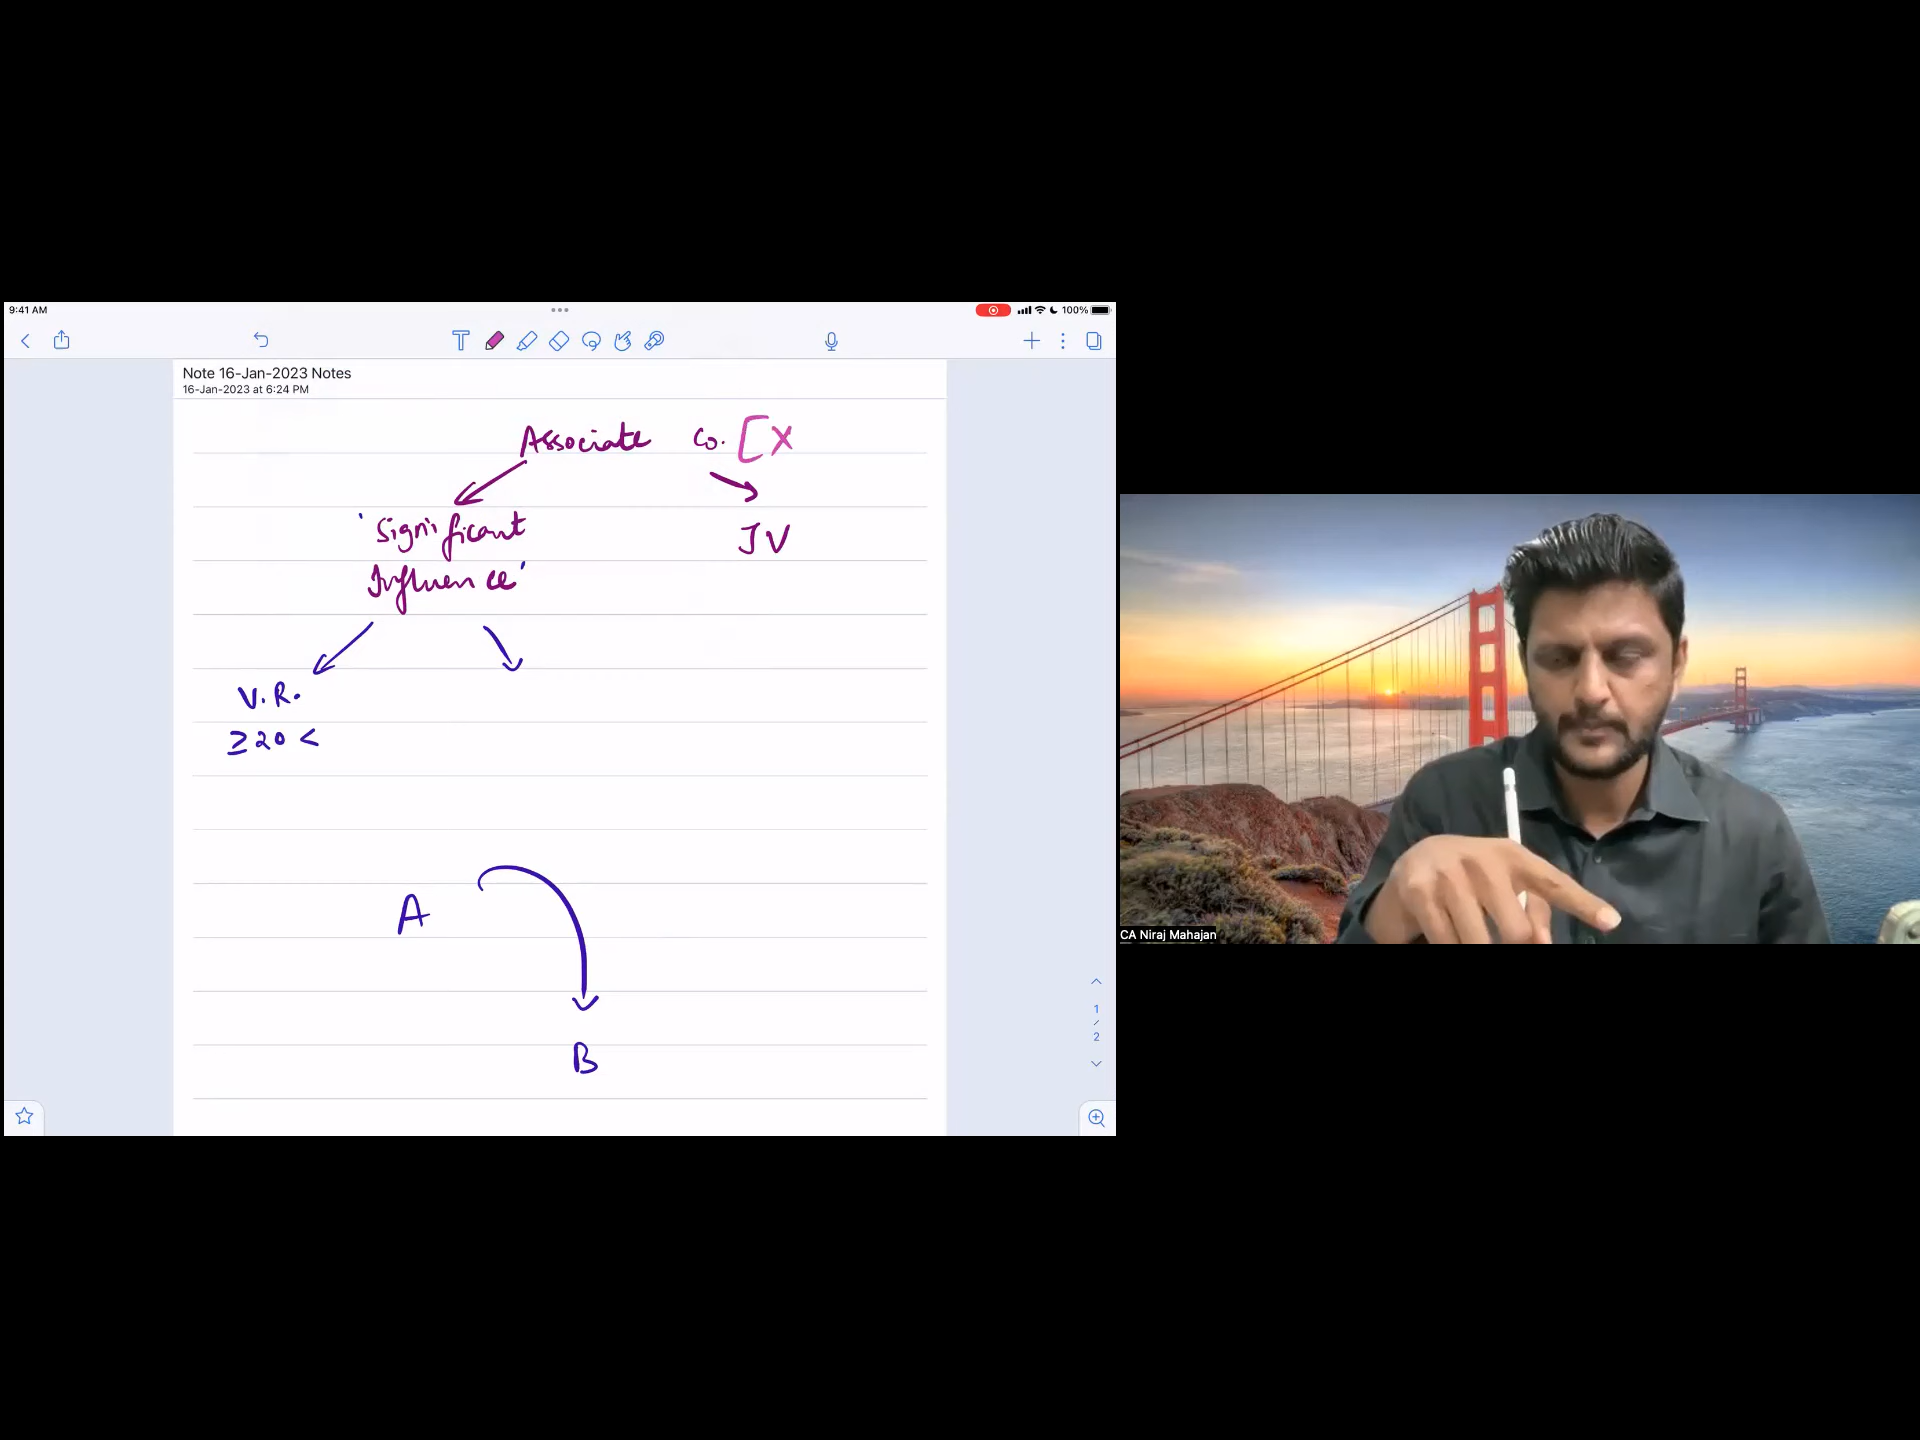 9:41 AM
100%
Note 16-Jan-2023 Notes
16-Jan-2023 at 6:24 PM
Associate Co. [X
'Significant JV
Influence'
V.R.
≥20 <
A
B
CA Niraj Mahajan
1
/
2